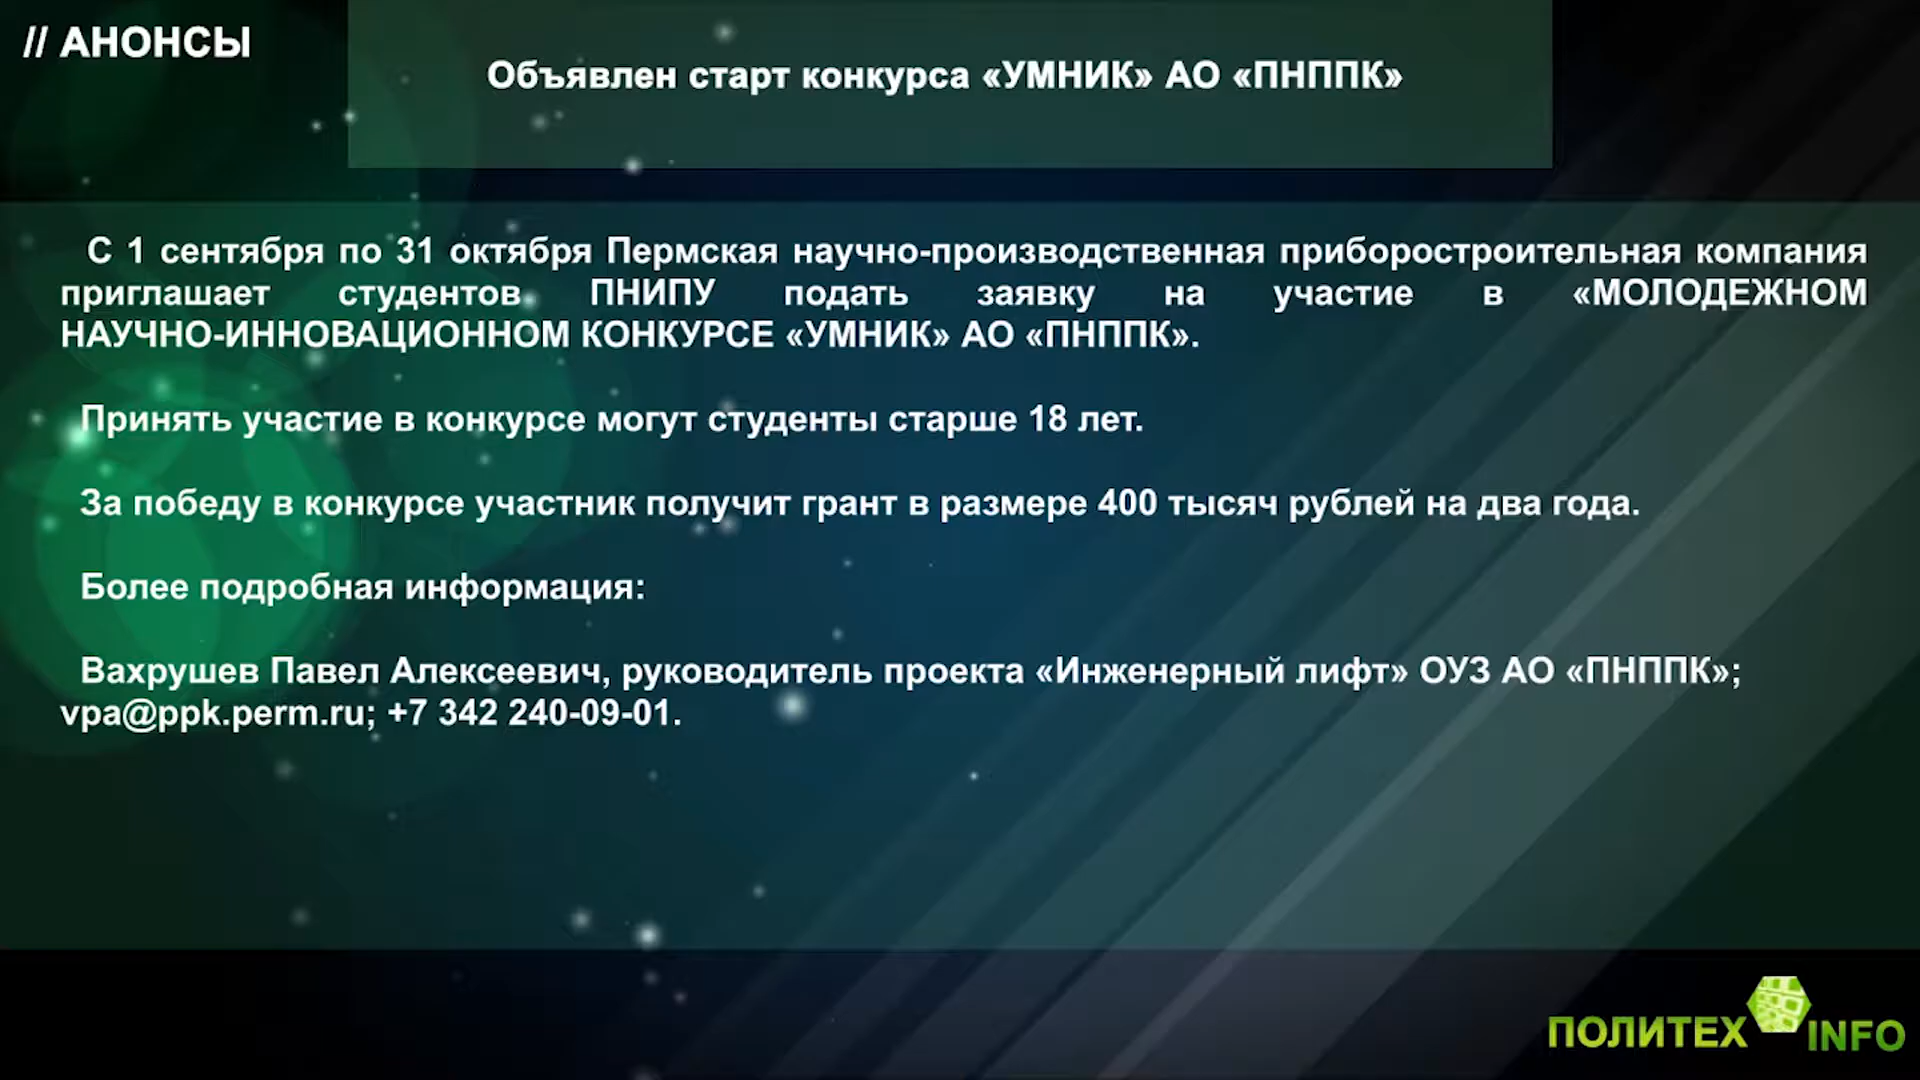 // АНОНСЫ
Объявлен старт конкурса «УМНИК» АО «ПНППК»
С 1 сентября по 31 октября Пермская научно-производственная приборостроительная компания
приглашает студентов ПНИПУ подать заявку на участие в «МОЛОДЕЖНОМ
НАУЧНО-ИННОВАЦИОННОМ КОНКУРСЕ «УМНИК» АО «ПНППК».
Принять участие в конкурсе могут студенты старше 18 лет.
За победу в конкурсе участник получит грант в размере 400 тысяч рублей на два года.
Более подробная информация:
Вахрушев Павел Алексеевич, руководитель проекта «Инженерный лифт» ОУЗ АО «ПНППК»;
vpa@ppk.perm.ru; +7 342 240-09-01.
ПОЛИТЕХ INFO